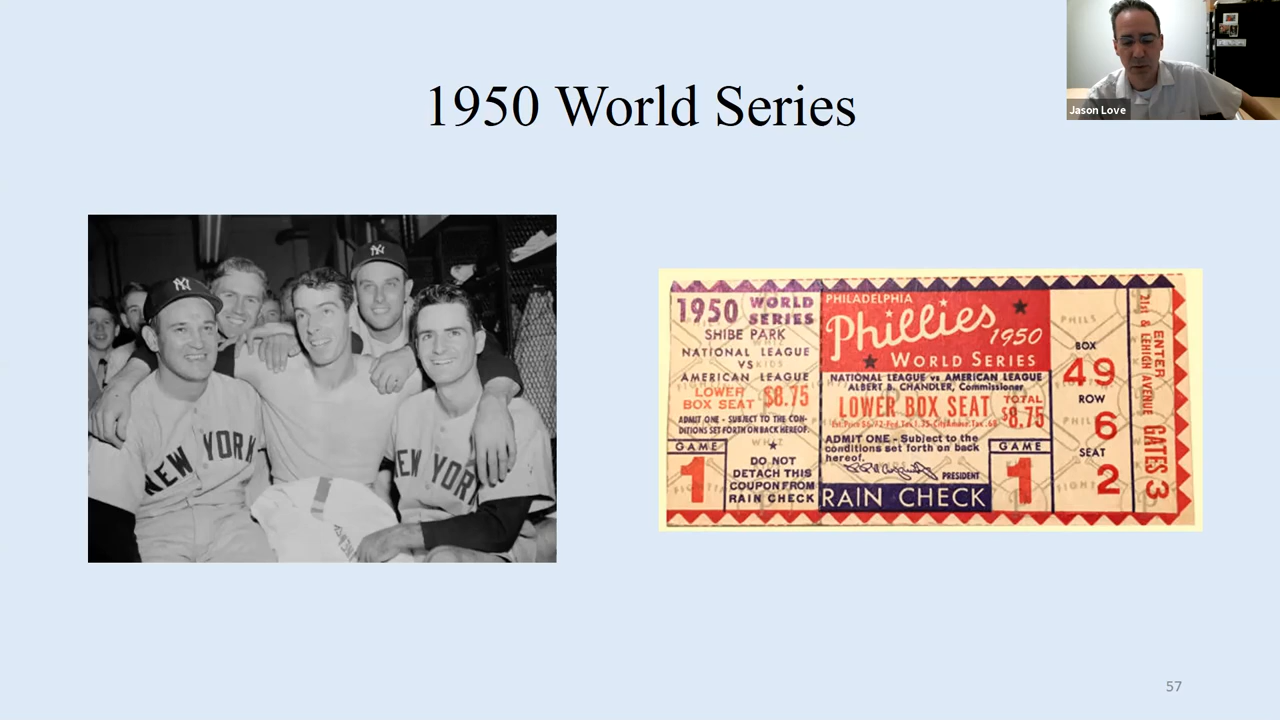 1950 World Series
Jason Love
NEW YORK
EW YORK
1950 WORLD SERIES
SHIBE PARK
NATIONAL LEAGUE
VS
AMERICAN LEAGUE
LOWER BOX SEAT $8.75
ADMIT ONE - SUBJECT TO THE CON-
DITIONS SET FORTH ON BACK HEREOF.
GAME
1
DO NOT
DETACH THIS
COUPON FROM
RAIN CHECK
PHILADELPHIA
Phillies
1950
WORLD SERIES
NATIONAL LEAGUE vs AMERICAN LEAGUE
ALBERT B. CHANDLER, Commissioner
LOWER BOX SEAT
TOTAL
$8.75
ADMIT ONE - Subject to the
conditions set forth on back
hereof.
PRESIDENT
RAIN CHECK
GAME
1
BOX
49
ROW
6
SEAT
2
ENTER GATES 3
21st & LEHIGH AVENUE
57